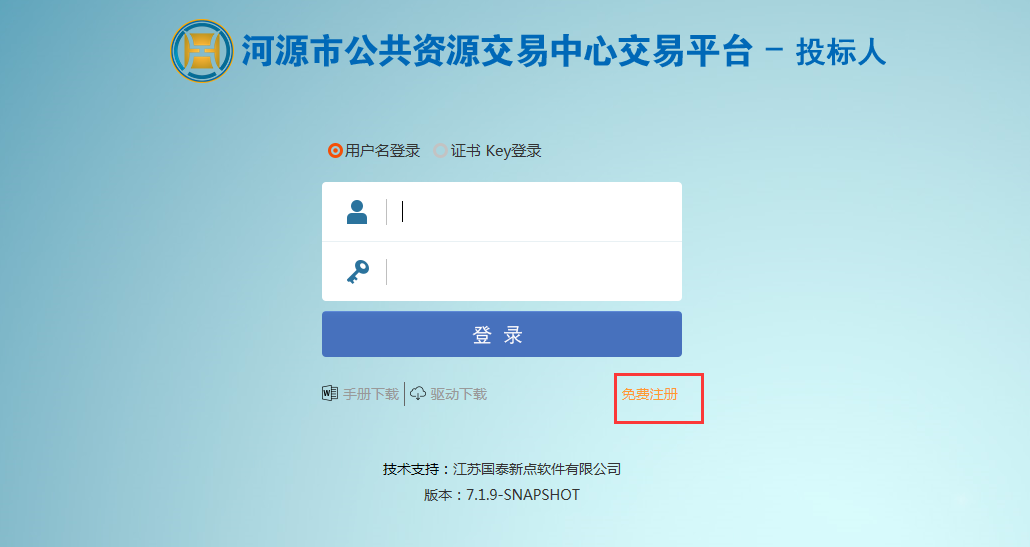 河源市公共资源交易中心交易平台 － 投标人
用户名登录 证书 Key登录
登 录
手册下载 驱动下载 免费注册
技术支持：江苏国泰新点软件有限公司
版本：7.1.9-SNAPSHOT